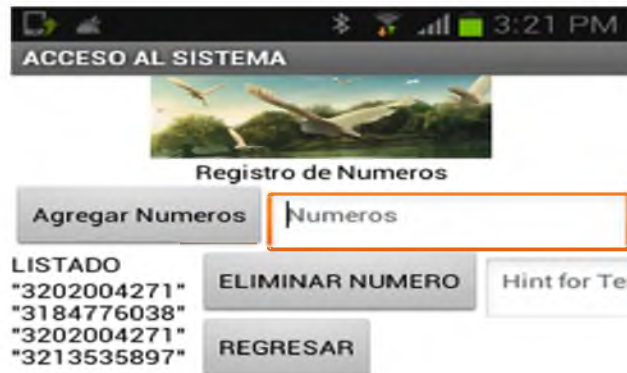 3:21 PM
ACCESO AL SISTEMA
Registro de Numeros
Agregar Numeros
Numeros
LISTADO
"3202004271"
"3184776038"
"3202004271"
"3213535897"
ELIMINAR NUMERO
Hint for Te
REGRESAR